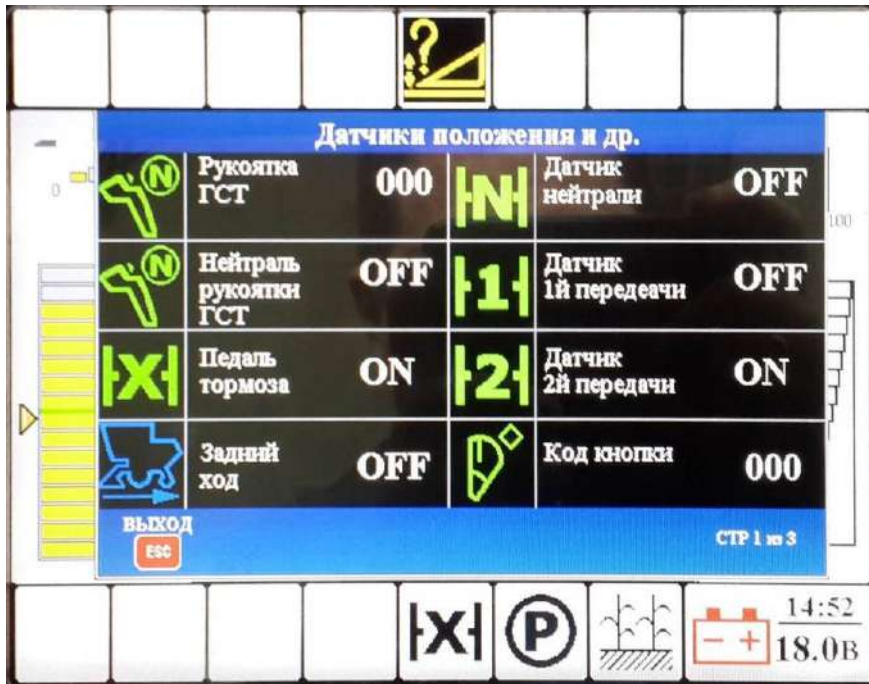 ?
Датчики положения и др.
N
Рукоятка
ГСТ
000
N
Датчик
нейтрали
OFF
0
100
N
Нейтраль
рукоятки
ГСТ
OFF
1
Датчик
1й передеачи
OFF
X
Педаль
тормоза
ON
2
Датчик
2й передачи
ON
Задний
ход
OFF
Код кнопки
000
ВЫХОД
ESC
СТР 1 из 3
X
P
14:52
18.0В